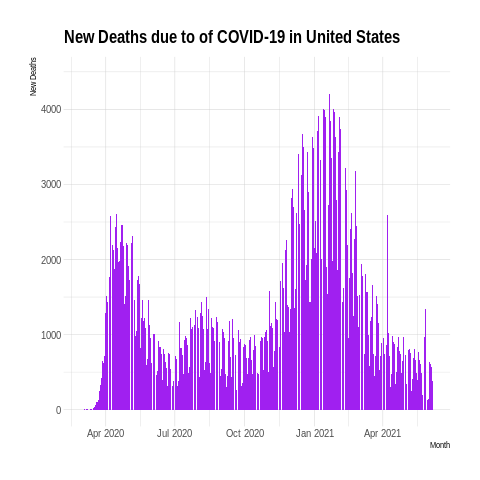 New Deaths due to of COVID-19 in United States
New Deaths
4000
3000
2000
1000
0
Apr 2020 Jul 2020 Oct 2020 Jan 2021 Apr 2021
Month